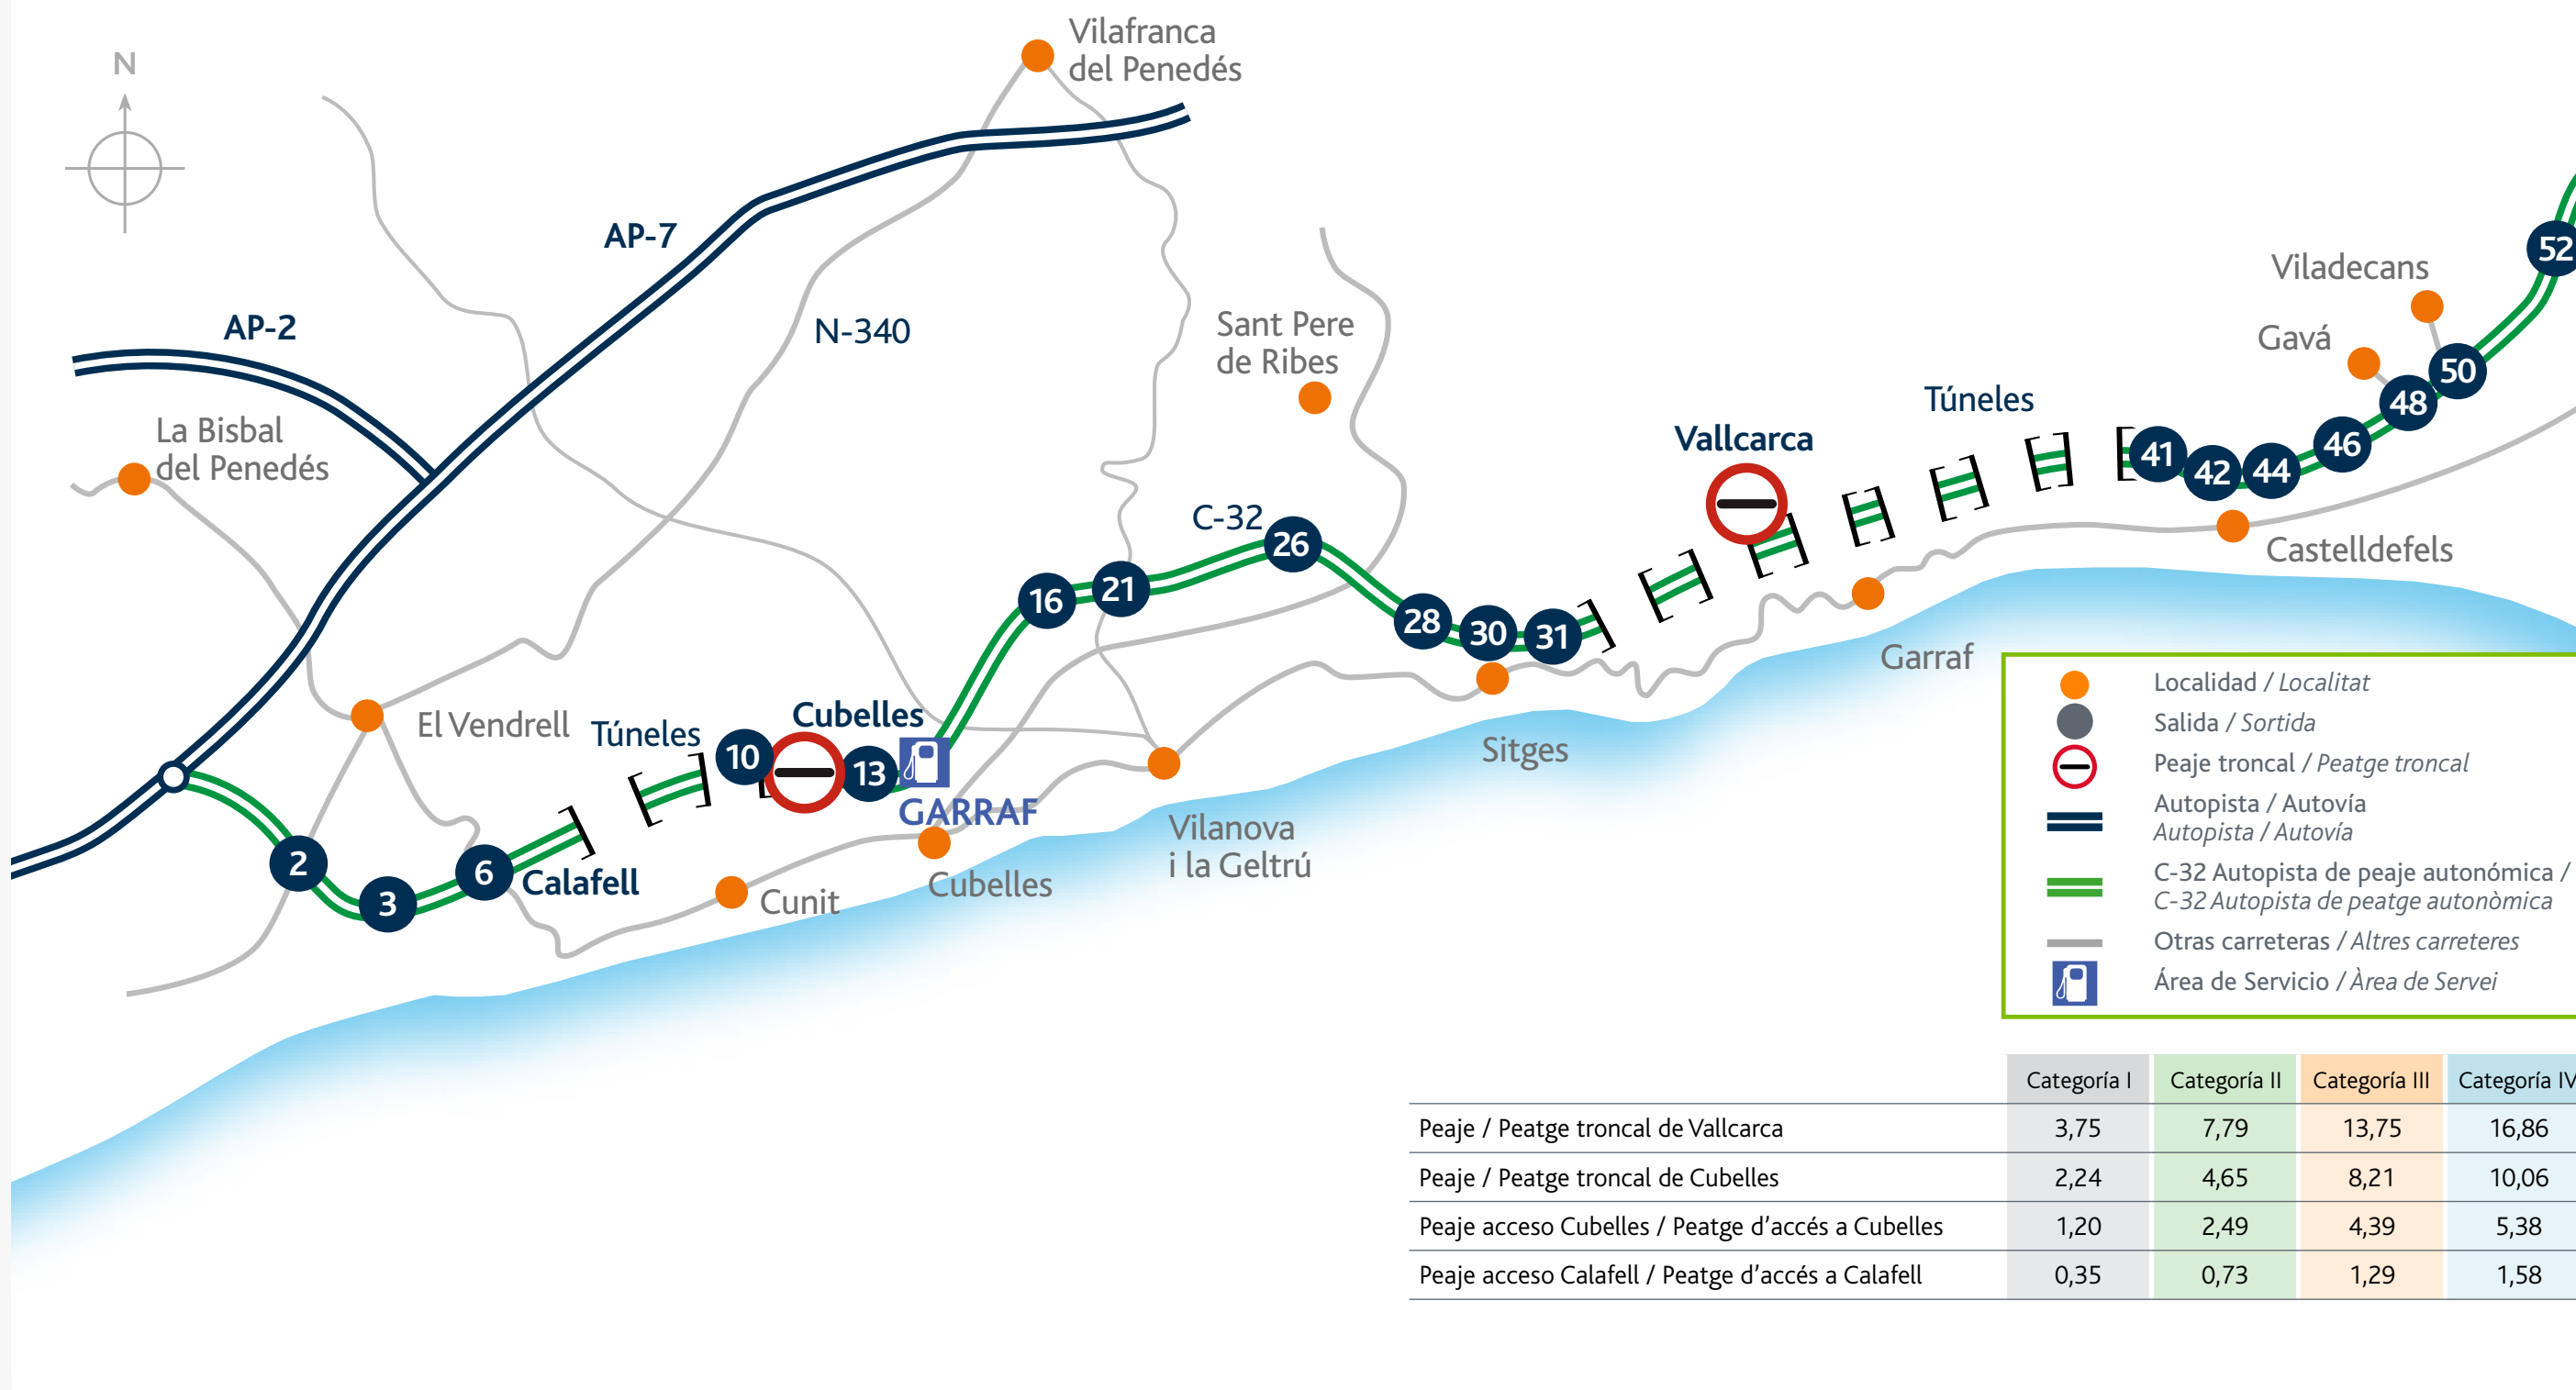 N
Vilafranca
del Penedés
AP-7
AP-2
N-340
La Bisbal
del Penedés
Sant Pere
de Ribes
Viladecans
Gavá
52
50
48
46
44
42
41
Túneles
Vallcarca
Castelldefels
C-32
26
21
16
28
30
31
Garraf
Sitges
El Vendrell
Túneles
10
Cubelles
13
GARRAF
2
3
6
Calafell
Cunit
Cubelles
Vilanova
i la Geltrú
Localidad / Localitat
Salida / Sortida
Peaje troncal / Peatge troncal
Autopista / Autovía
Autopista / Autovía
C-32 Autopista de peaje autonómica /
C-32 Autopista de peatge autonòmica
Otras carreteras / Altres carreteres
Área de Servicio / Àrea de Servei
Categoría I Categoría II Categoría III Categoría IV
Peaje / Peatge troncal de Vallcarca 3,75 7,79 13,75 16,86
Peaje / Peatge troncal de Cubelles 2,24 4,65 8,21 10,06
Peaje acceso Cubelles / Peatge d’accés a Cubelles 1,20 2,49 4,39 5,38
Peaje acceso Calafell / Peatge d’accés a Calafell 0,35 0,73 1,29 1,58